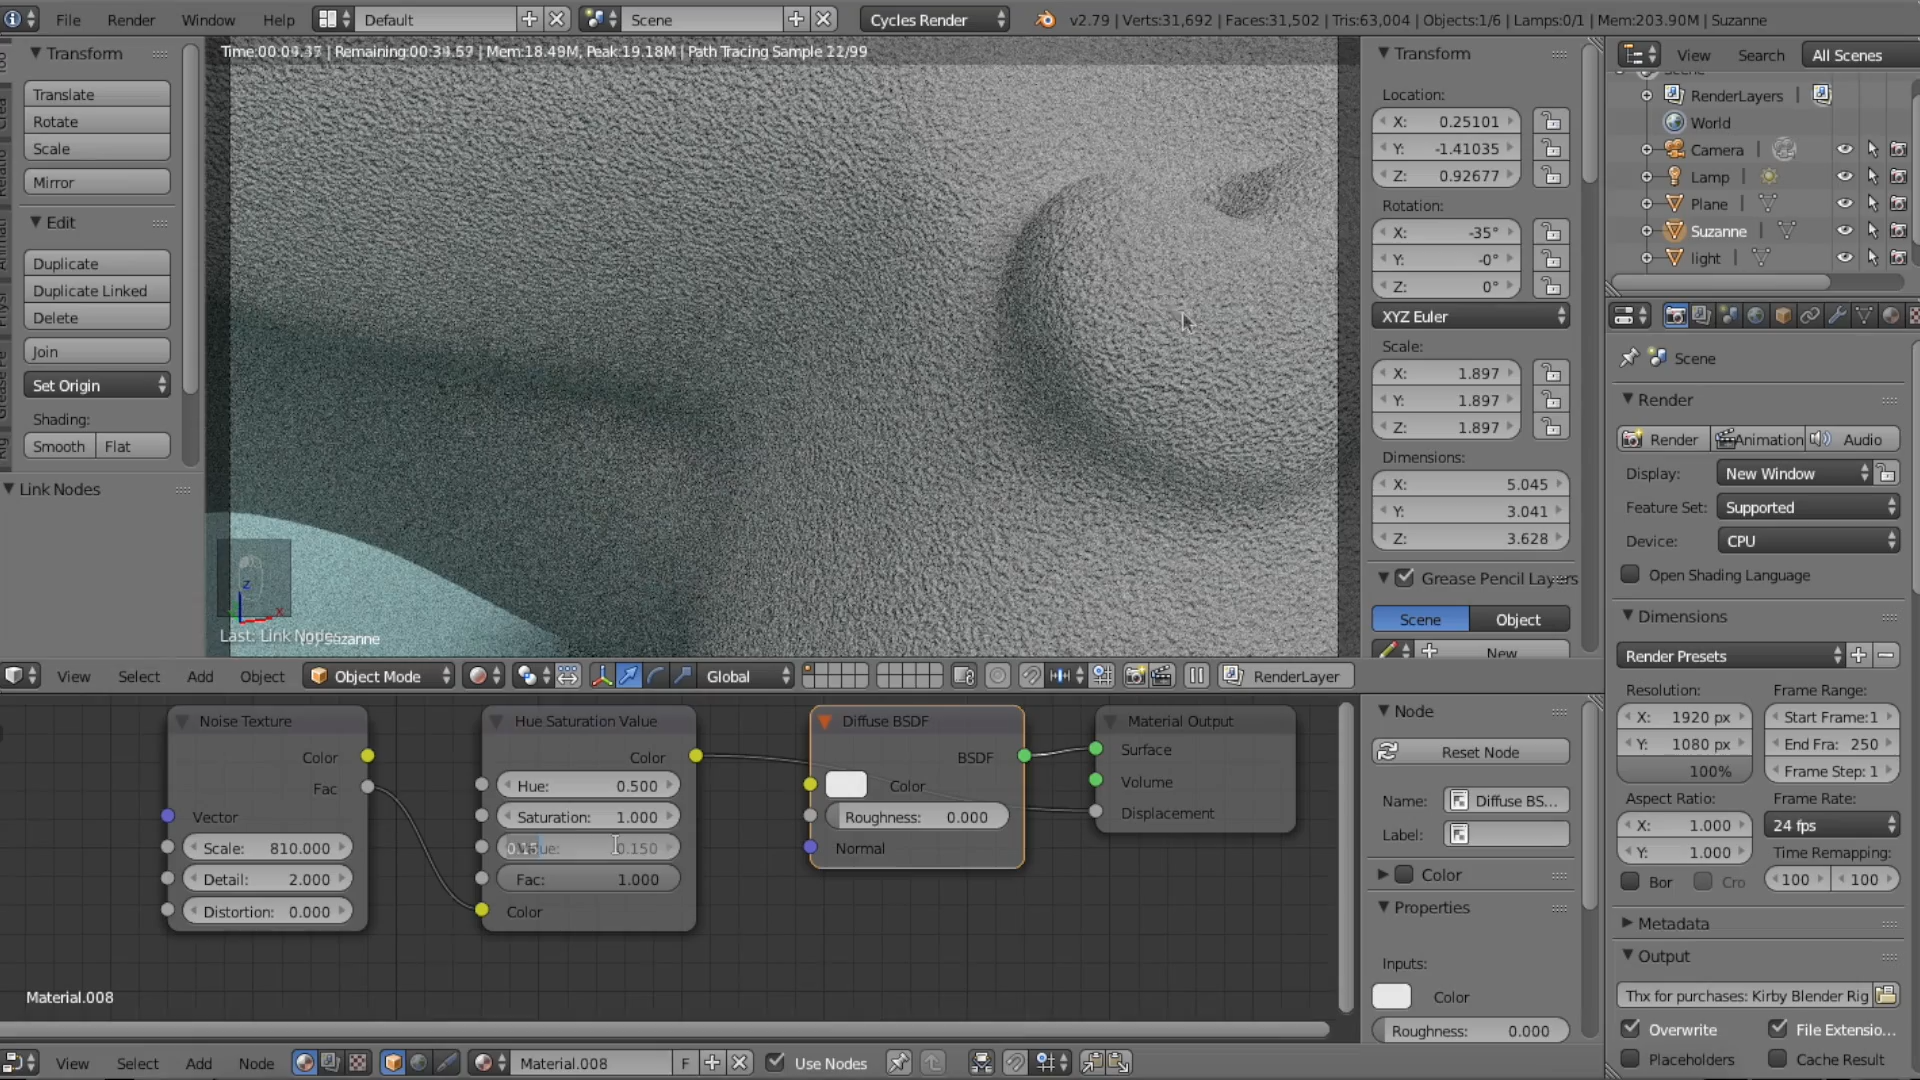 File Render Window Help Default Scene Cycles Render v2.79 | Verts:31,692 | Faces:31,502 | Tris:63,004 | Objects:1/6 | Lamps:0/1 | Mem:203.90M | Suzanne
Time:00:09.37 | Remaining:00:34.57 | Mem:18.49M, Peak:19.18M | Path Tracing Sample 22/99
Transform
Translate
Rotate
Scale
Mirror
Edit
Duplicate
Duplicate Linked
Delete
Join
Set Origin
Shading:
Smooth Flat
Link Nodes
Z
X
Last: Link Nodes
Suzanne
Transform
Location:
X: 0.25101
Y: -1.41035
Z: 0.92677
Rotation:
X: -35°
Y: -0°
Z: 0°
XYZ Euler
Scale:
X: 1.897
Y: 1.897
Z: 1.897
Dimensions:
X: 5.045
Y: 3.041
Z: 3.628
Grease Pencil Layers
Scene Object
New
View Search All Scenes
RenderLayers
World
Camera
Lamp
Plane
Suzanne
light
Scene
Render
Render Animation Audio
Display: New Window
Feature Set: Supported
Device: CPU
Open Shading Language
Dimensions
Render Presets
Resolution: Frame Range:
X: 1920 px Start Frame:1
Y: 1080 px End Fra: 250
100% Frame Step: 1
Aspect Ratio: Frame Rate:
X: 1.000 24 fps
Y: 1.000 Time Remapping:
Bor Cro 100 100
Metadata
Output
Thx for purchases: Kirby Blender Rig
Overwrite File Extensio...
Placeholders Cache Result
View Select Add Object Object Mode Global RenderLayer
Noise Texture
Color
Fac
Vector
Scale: 810.000
Detail: 2.000
Distortion: 0.000
Hue Saturation Value
Color
Hue: 0.500
Saturation: 1.000
0.15 0.150
Fac: 1.000
Color
Diffuse BSDF
BSDF
Color
Roughness: 0.000
Normal
Material Output
Surface
Volume
Displacement
Node
Reset Node
Name: Diffuse BS...
Label:
Color
Properties
Inputs:
Color
Roughness: 0.000
Material.008
View Select Add Node Material.008 F Use Nodes